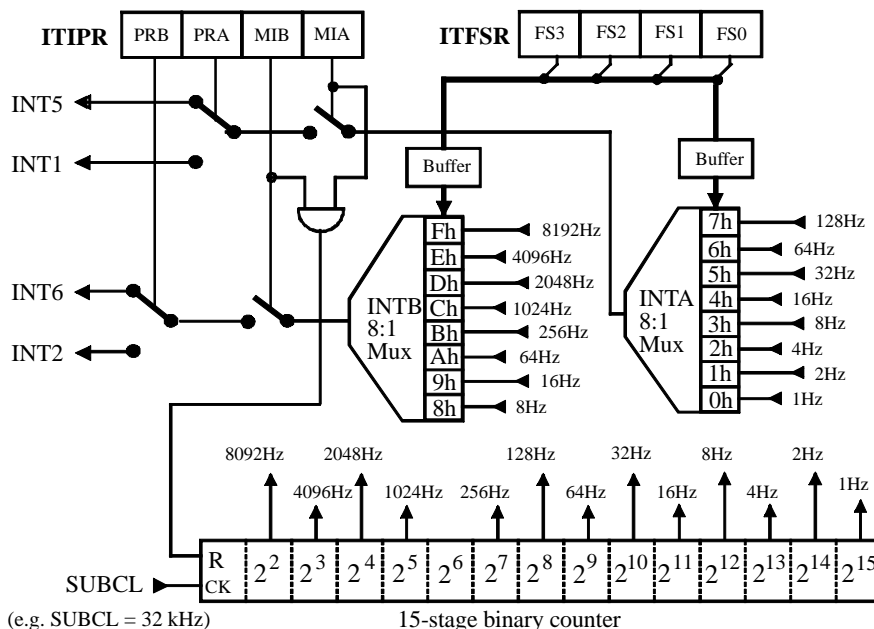 ITIPR PRB PRA MIB MIA
ITFSR FS3 FS2 FS1 FS0
INT5
INT1
INT6
INT2
Buffer
Buffer
INTB
8:1
Mux
Fh 8192Hz
Eh 4096Hz
Dh 2048Hz
Ch 1024Hz
Bh 256Hz
Ah 64Hz
9h 16Hz
8h 8Hz
INTA
8:1
Mux
7h 128Hz
6h 64Hz
5h 32Hz
4h 16Hz
3h 8Hz
2h 4Hz
1h 2Hz
0h 1Hz
8092Hz 2048Hz 128Hz 32Hz 8Hz 2Hz
4096Hz 1024Hz 256Hz 64Hz 16Hz 4Hz 1Hz
R
CK
2^2 2^3 2^4 2^5 2^6 2^7 2^8 2^9 2^10 2^11 2^12 2^13 2^14 2^15
SUBCL
(e.g. SUBCL = 32 kHz)
15-stage binary counter